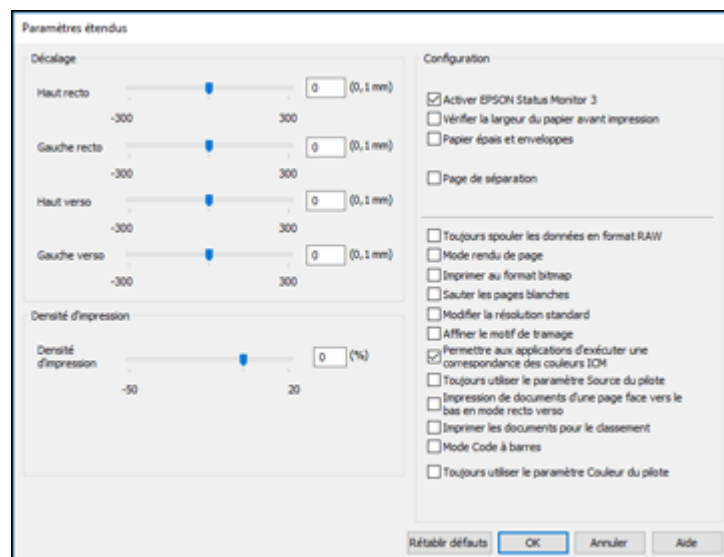 Paramètres étendus
Décalage
Haut recto
0
(0,1 mm)
-300
300
Gauche recto
0
(0,1 mm)
-300
300
Haut verso
0
(0,1 mm)
-300
300
Gauche verso
0
(0,1 mm)
-300
300
Densité d'impression
Densité
d'impression
0
(%)
-50
20
Configuration
Activer EPSON Status Monitor 3
Vérifier la largeur du papier avant impression
Papier épais et enveloppes
Page de séparation
Toujours spouler les données en format RAW
Mode rendu de page
Imprimer au format bitmap
Sauter les pages blanches
Modifier la résolution standard
Affiner le motif de tramage
Permettre aux applications d'exécuter une
correspondance des couleurs ICM
Toujours utiliser le paramètre Source du pilote
Impression de documents d'une page face vers le
bas en mode recto verso
Imprimer les documents pour le classement
Mode Code à barres
Toujours utiliser le paramètre Couleur du pilote
Rétablir défauts
OK
Annuler
Aide